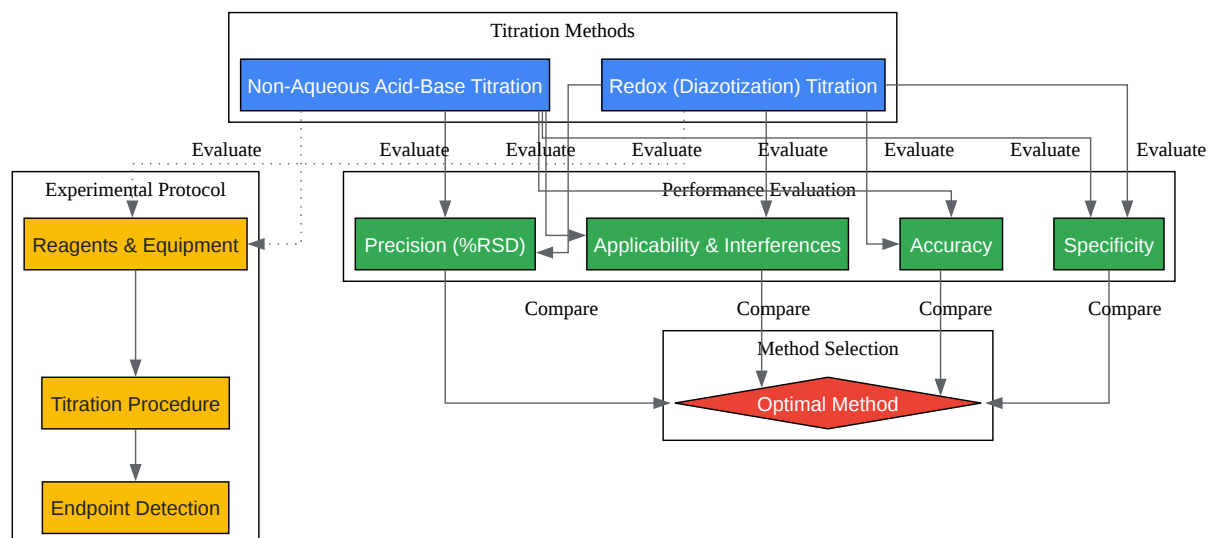 Titration Methods
Non-Aqueous Acid-Base Titration
Redox (Diazotization) Titration
Evaluate
Evaluate
Evaluate
Evaluate
Evaluate
Evaluate
Evaluate
Evaluate
Experimental Protocol
Performance Evaluation
Reagents & Equipment
Precision (%RSD)
Applicability & Interferences
Accuracy
Specificity
Compare
Compare
Compare
Compare
Method Selection
Titration Procedure
Optimal Method
Endpoint Detection